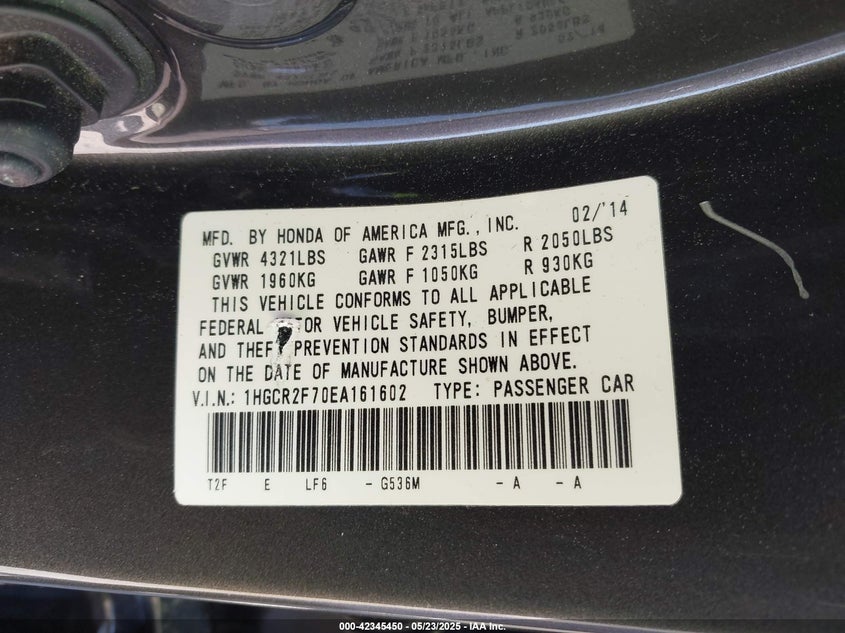 MFD. BY HONDA OF AMERICA MFG., INC. 02/'14
GVWR 4321LBS GAWR F 2315LBS R 2050LBS
GVWR 1960KG GAWR F 1050KG R 930KG
THIS VEHICLE CONFORMS TO ALL APPLICABLE
FEDERAL VEHICLE SAFETY, BUMPER,
AND THEFT PREVENTION STANDARDS IN EFFECT
ON THE DATE OF MANUFACTURE SHOWN ABOVE.
V.I.N.: 1HGCR2F70EA161602 TYPE: PASSENGER CAR
T2F E LF6 - G536M - A - A
000-42345450 - 05/23/2025 - IAA Inc.